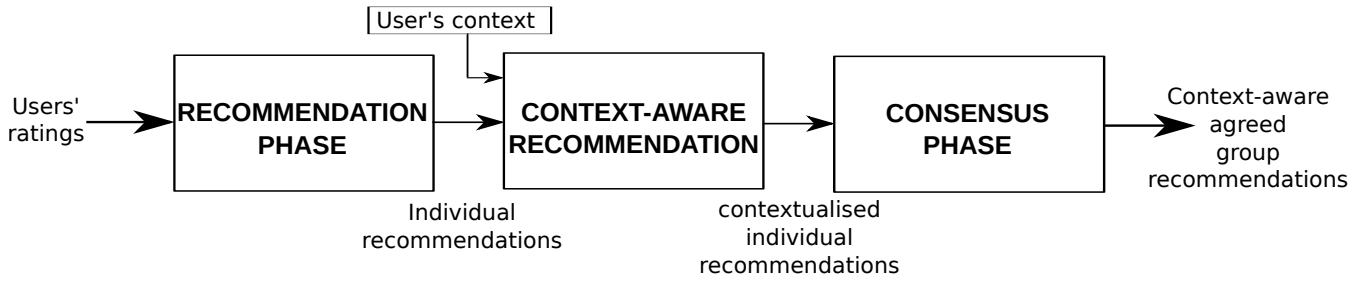 User's context
Users'
ratings
RECOMMENDATION
PHASE
Individual
recommendations
CONTEXT-AWARE
RECOMMENDATION
contextualised
individual
recommendations
CONSENSUS
PHASE
Context-aware
agreed
group
recommendations